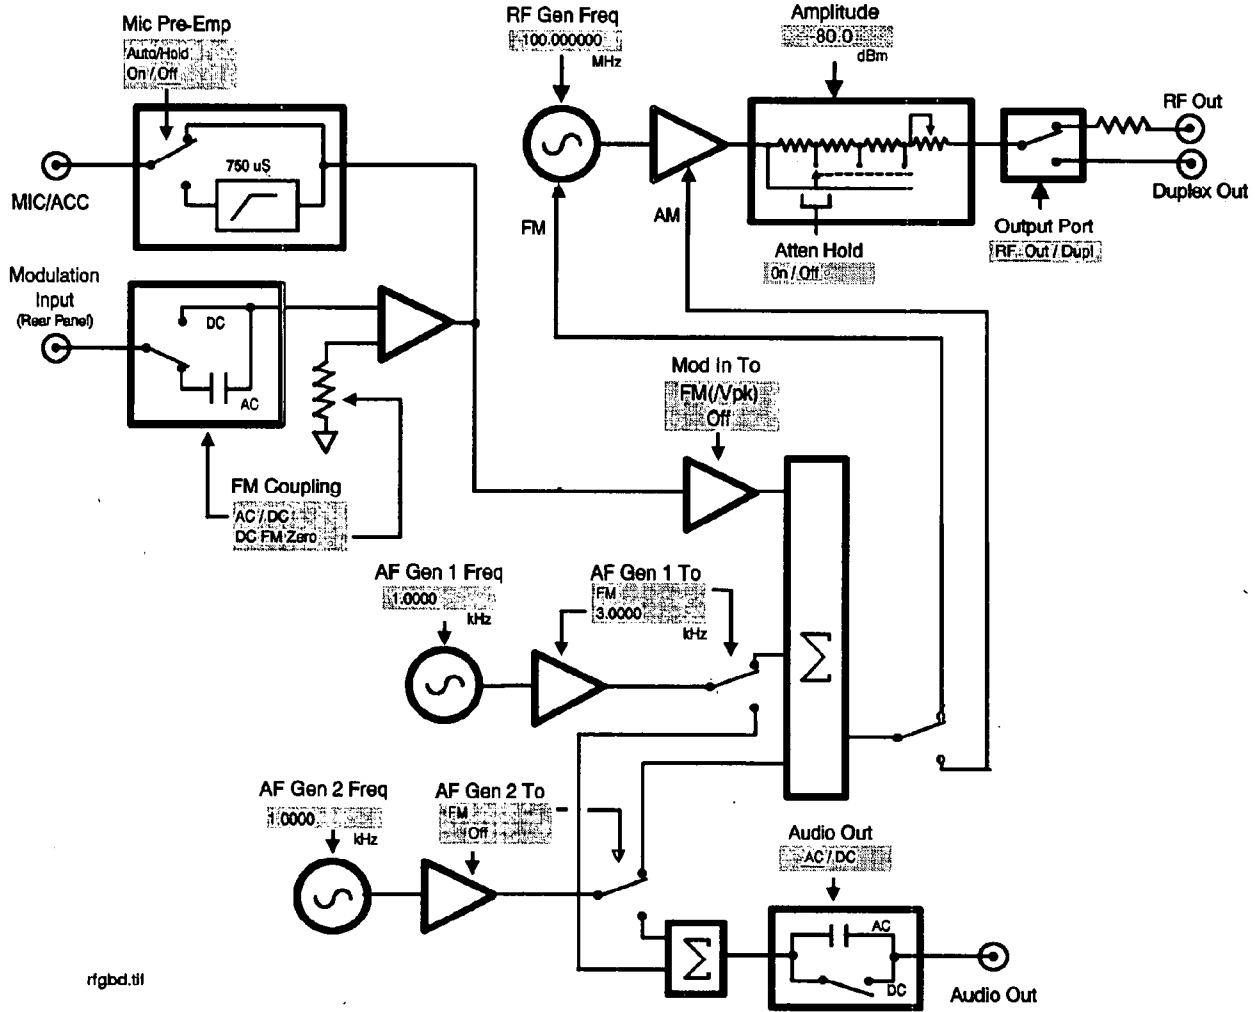 Mic Pre-Emp
Auto/Hold
On / Off
RF Gen Freq
100.000000
MHz
Amplitude
-80.0
dBm
RF Out
MIC/ACC
750 uS
Duplex Out
FM
AM
Output Port
RF Out / Dupl
Atten Hold
On / Off
Modulation
Input
(Rear Panel)
DC
AC
Mod In To
FM(/Vpk)
Off
FM Coupling
AC / DC
DC FM Zero
AF Gen 1 Freq
1.0000
kHz
AF Gen 1 To
FM
3.0000
kHz
Σ
AF Gen 2 Freq
1.0000
kHz
AF Gen 2 To
FM
Off
Audio Out
AC / DC
Σ
AC
DC
Audio Out
rfgbd.tif